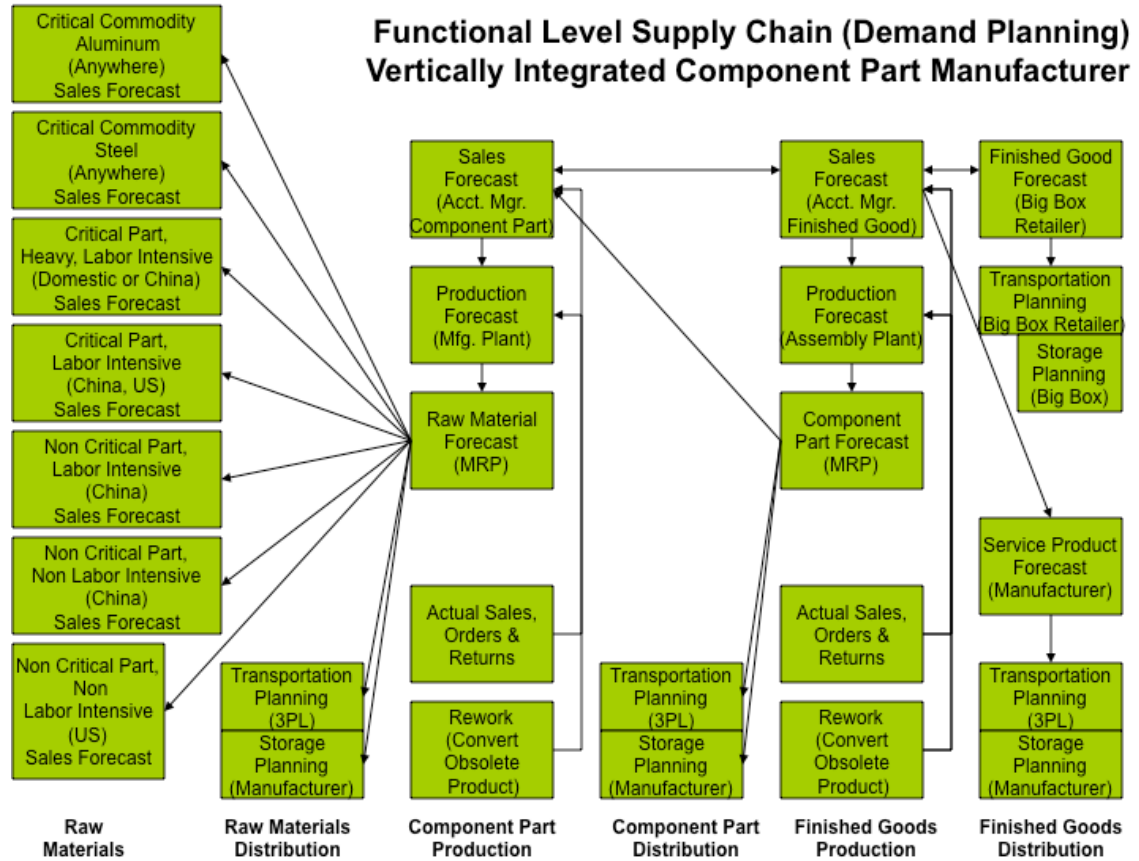 Functional Level Supply Chain (Demand Planning)
Vertically Integrated Component Part Manufacturer
Critical Commodity
Aluminum
(Anywhere)
Sales Forecast
Critical Commodity
Steel
(Anywhere)
Sales Forecast
Critical Part,
Heavy, Labor Intensive
(Domestic or China)
Sales Forecast
Critical Part,
Labor Intensive
(China, US)
Sales Forecast
Non Critical Part,
Labor Intensive
(China)
Sales Forecast
Non Critical Part,
Non Labor Intensive
(China)
Sales Forecast
Non Critical Part,
Non
Labor Intensive
(US)
Sales Forecast
Raw
Materials
Transportation
Planning
(3PL)
Storage
Planning
(Manufacturer)
Raw Materials
Distribution
Sales
Forecast
(Acct. Mgr.
Component Part)
Production
Forecast
(Mfg. Plant)
Raw Material
Forecast
(MRP)
Actual Sales,
Orders &
Returns
Rework
(Convert
Obsolete
Product)
Component Part
Production
Transportation
Planning
(3PL)
Storage
Planning
(Manufacturer)
Component Part
Distribution
Sales
Forecast
(Acct. Mgr.
Finished Good)
Production
Forecast
(Assembly Plant)
Component
Part Forecast
(MRP)
Actual Sales,
Orders &
Returns
Rework
(Convert
Obsolete
Product)
Finished Goods
Production
Finished Good
Forecast
(Big Box
Retailer)
Transportation
Planning
(Big Box Retailer)
Storage
Planning
(Big Box)
Service Product
Forecast
(Manufacturer)
Transportation
Planning
(3PL)
Storage
Planning
(Manufacturer)
Finished Goods
Distribution